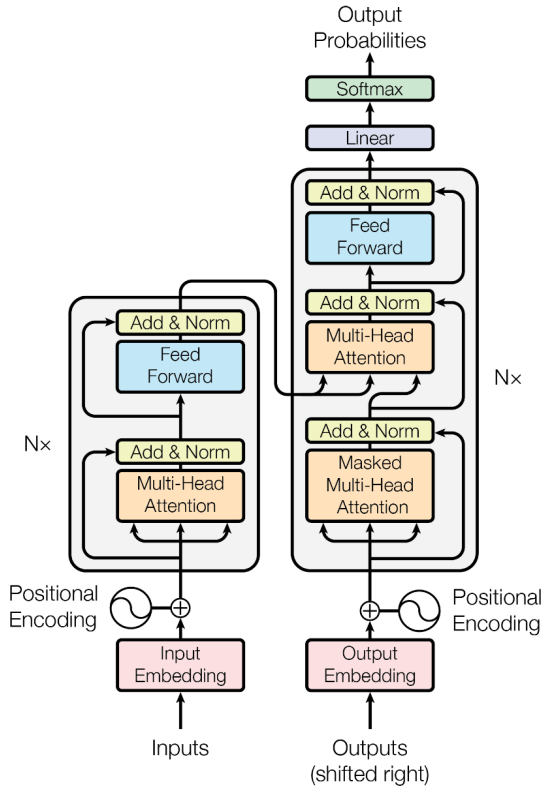 Output
Probabilities
Softmax
Linear
Add & Norm
Feed
Forward
Add & Norm
Multi-Head
Attention
Add & Norm
Masked
Multi-Head
Attention
N×
Add & Norm
Feed
Forward
Add & Norm
Multi-Head
Attention
N×
Positional
Encoding
Positional
Encoding
Input
Embedding
Output
Embedding
Inputs
Outputs
(shifted right)